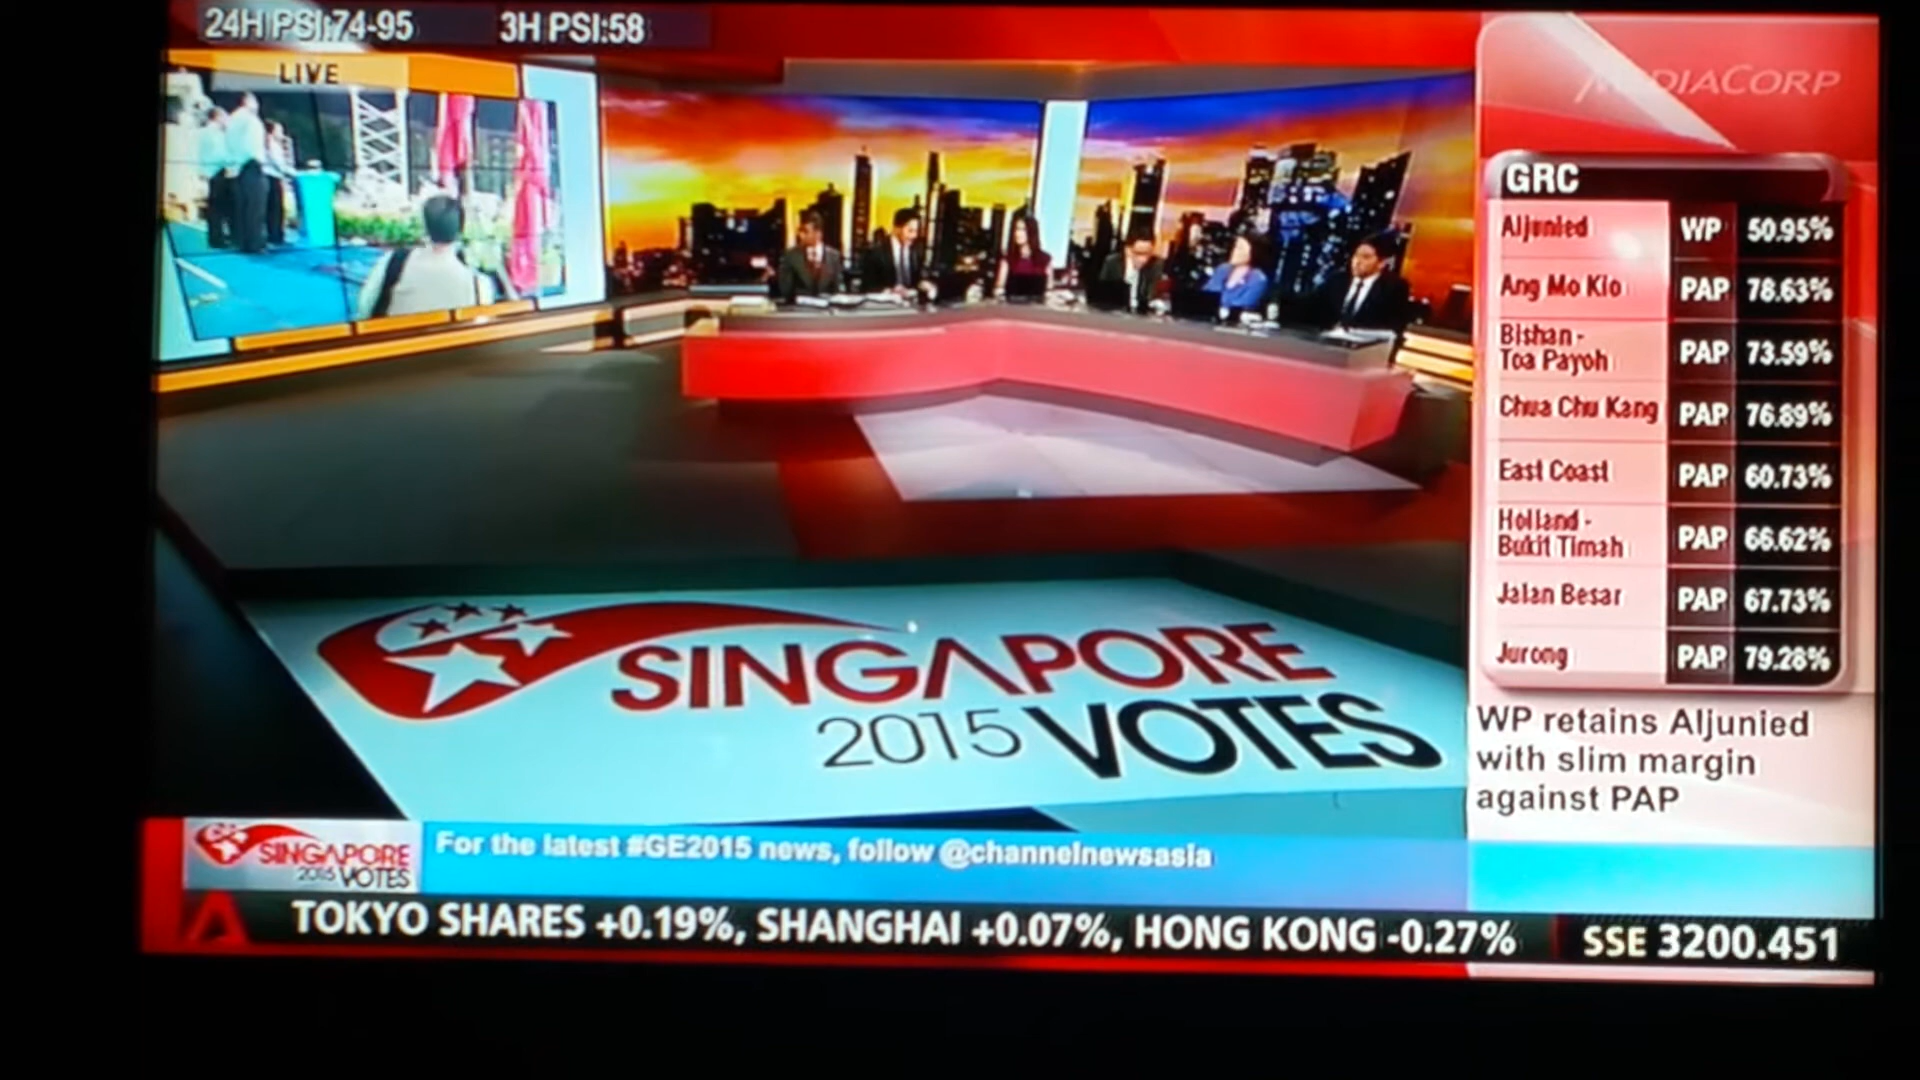 24H PSI:74-95 3H PSI:58
LIVE
MEDIACORP
GRC
Aljunied WP 50.95%
Ang Mo Kio PAP 78.63%
Bishan -
Toa Payoh PAP 73.59%
Chua Chu Kang PAP 76.89%
East Coast PAP 60.73%
Holland -
Bukit Timah PAP 66.62%
Jalan Besar PAP 67.73%
Jurong PAP 79.28%
WP retains Aljunied
with slim margin
against PAP
SINGAPORE
2015 VOTES
SINGAPORE
2015 VOTES
For the latest #GE2015 news, follow @channelnewsasia
TOKYO SHARES +0.19%, SHANGHAI +0.07%, HONG KONG -0.27%
SSE 3200.451